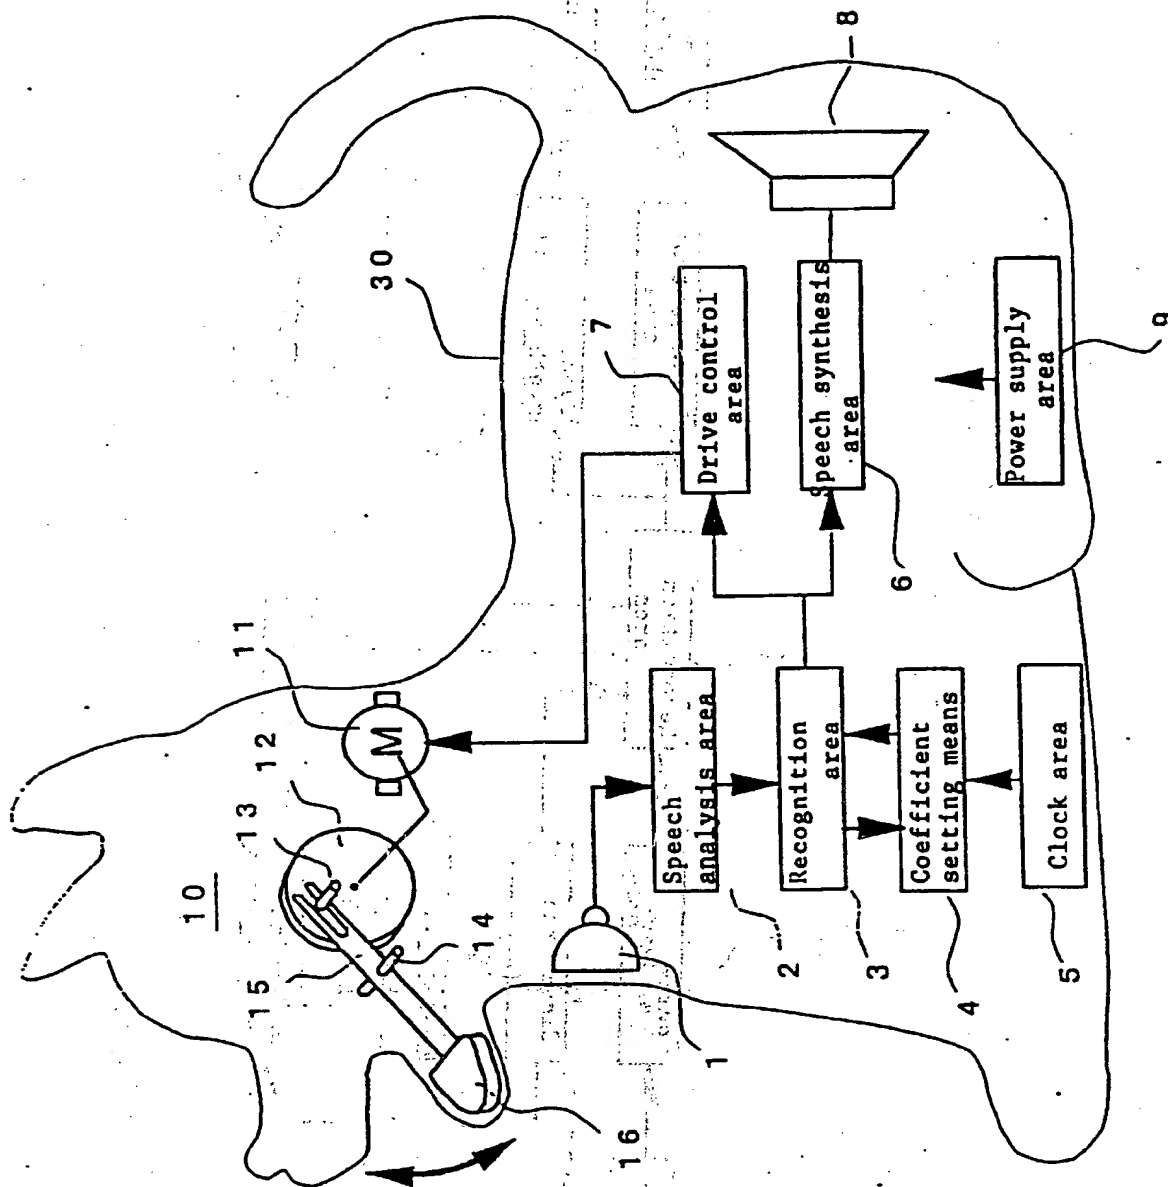 10
11
12
13
14
15
16
30
1
Speech
analysis area
2
Recognition
area
3
Coefficient
setting means
4
Clock area
5
Drive control
area
7
Speech synthesis
area
6
8
Power supply
area
9
M